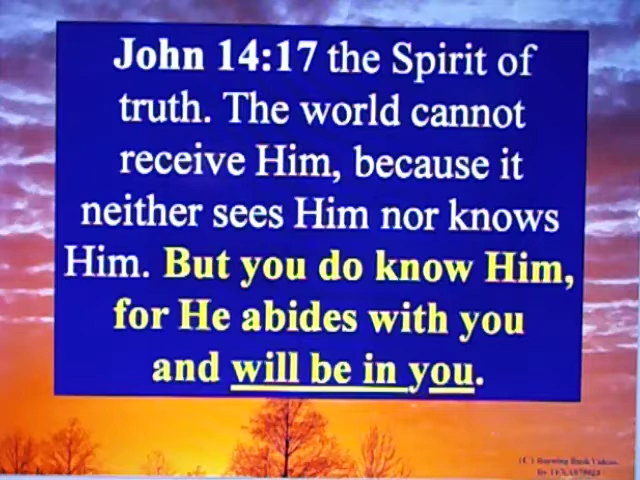 John 14:17 the Spirit of
truth. The world cannot
receive Him, because it
neither sees Him nor knows
Him. But you do know Him,
for He abides with you
and will be in you.